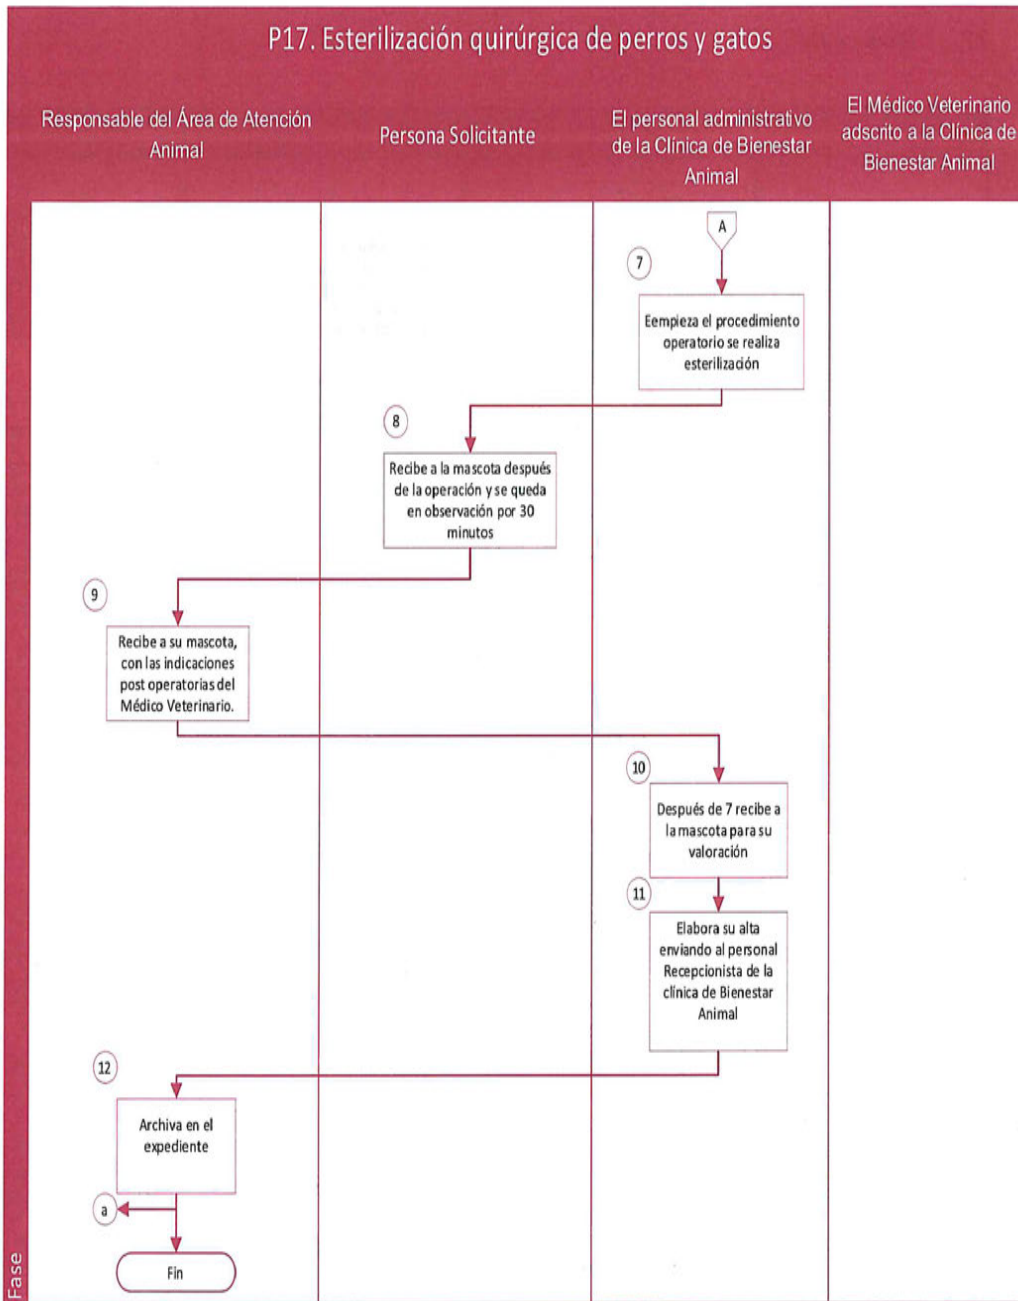 P17. Esterilización quirúrgica de perros y gatos
Responsable del Área de Atención
Animal
Persona Solicitante
El personal administrativo
de la Clínica de Bienestar
Animal
El Médico Veterinario
adscrito a la Clínica de
Bienestar Animal
A
7
Eempieza el procedimiento
operatorio se realiza
esterilización
8
Recibe a la mascota después
de la operación y se queda
en observación por 30
minutos
9
Recibe a su mascota,
con las indicaciones
post operatorias del
Médico Veterinario.
10
Después de 7 recibe a
la mascota para su
valoración
11
Elabora su alta
enviando al personal
Recepcionista de la
clínica de Bienestar
Animal
12
Archiva en el
expediente
a
Fin
Fase